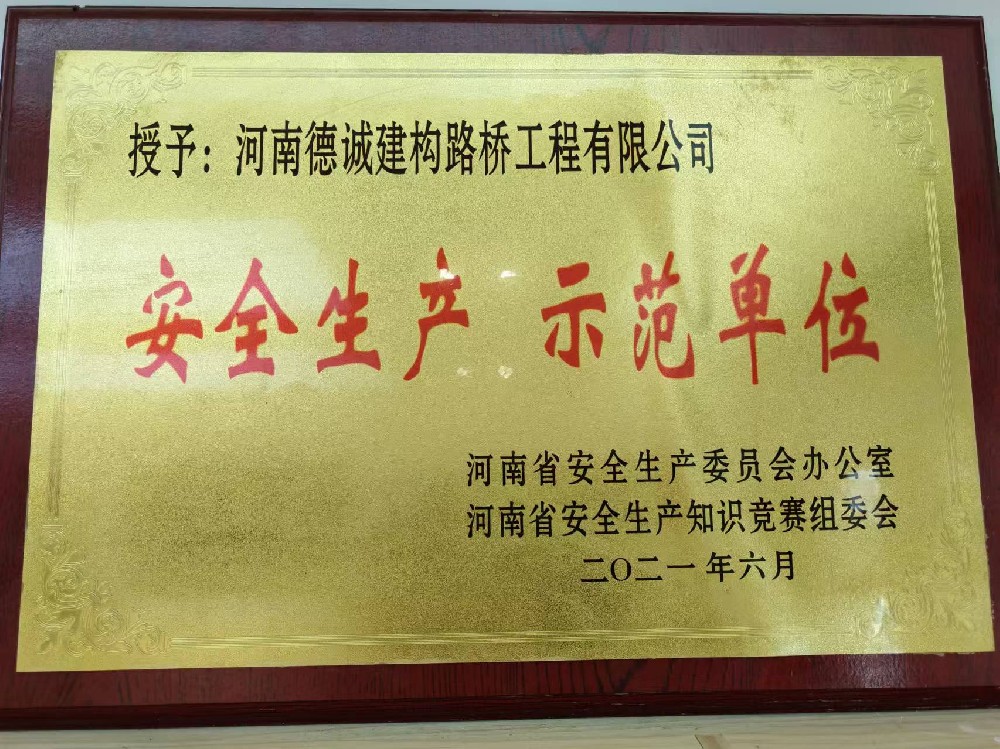 授予：河南德诚建构路桥工程有限公司
安全生产 示范单位
河南省安全生产委员会办公室
河南省安全生产知识竞赛组委会
二〇二一年六月